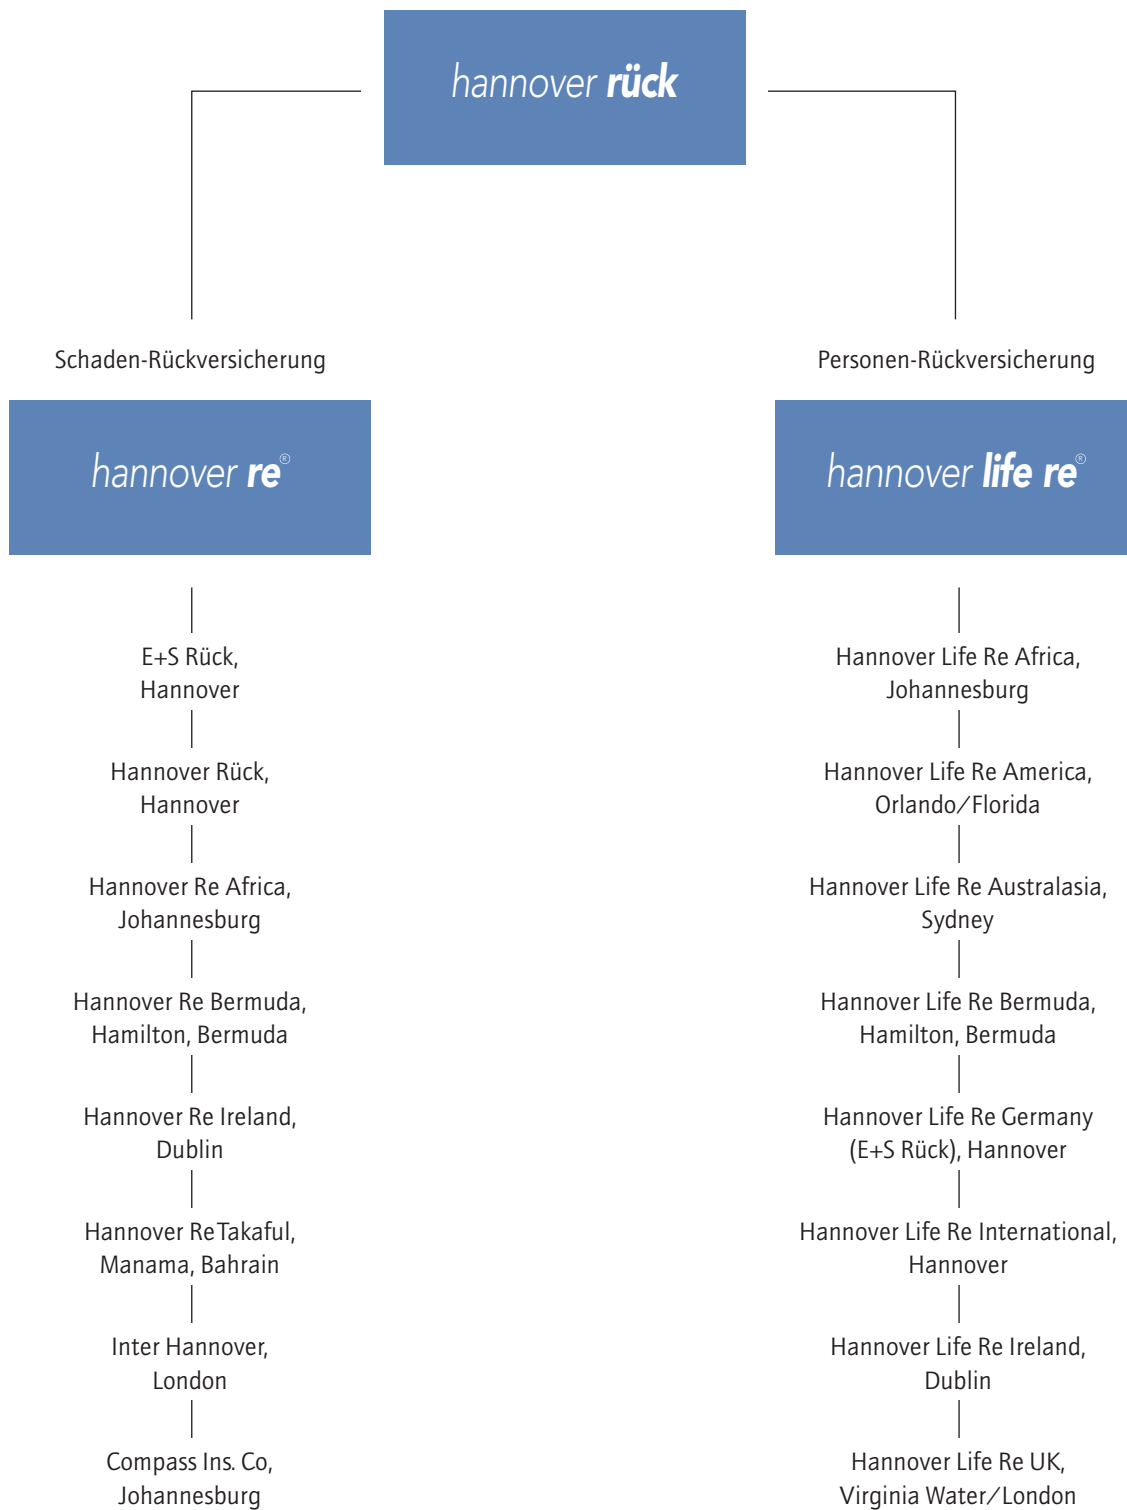 hannover rück
Schaden-Rückversicherung
hannover re®
E+S Rück,
Hannover
Hannover Rück,
Hannover
Hannover Re Africa,
Johannesburg
Hannover Re Bermuda,
Hamilton, Bermuda
Hannover Re Ireland,
Dublin
Hannover ReTakaful,
Manama, Bahrain
Inter Hannover,
London
Compass Ins. Co,
Johannesburg
Personen-Rückversicherung
hannover life re®
Hannover Life Re Africa,
Johannesburg
Hannover Life Re America,
Orlando/Florida
Hannover Life Re Australasia,
Sydney
Hannover Life Re Bermuda,
Hamilton, Bermuda
Hannover Life Re Germany
(E+S Rück), Hannover
Hannover Life Re International,
Hannover
Hannover Life Re Ireland,
Dublin
Hannover Life Re UK,
Virginia Water/London